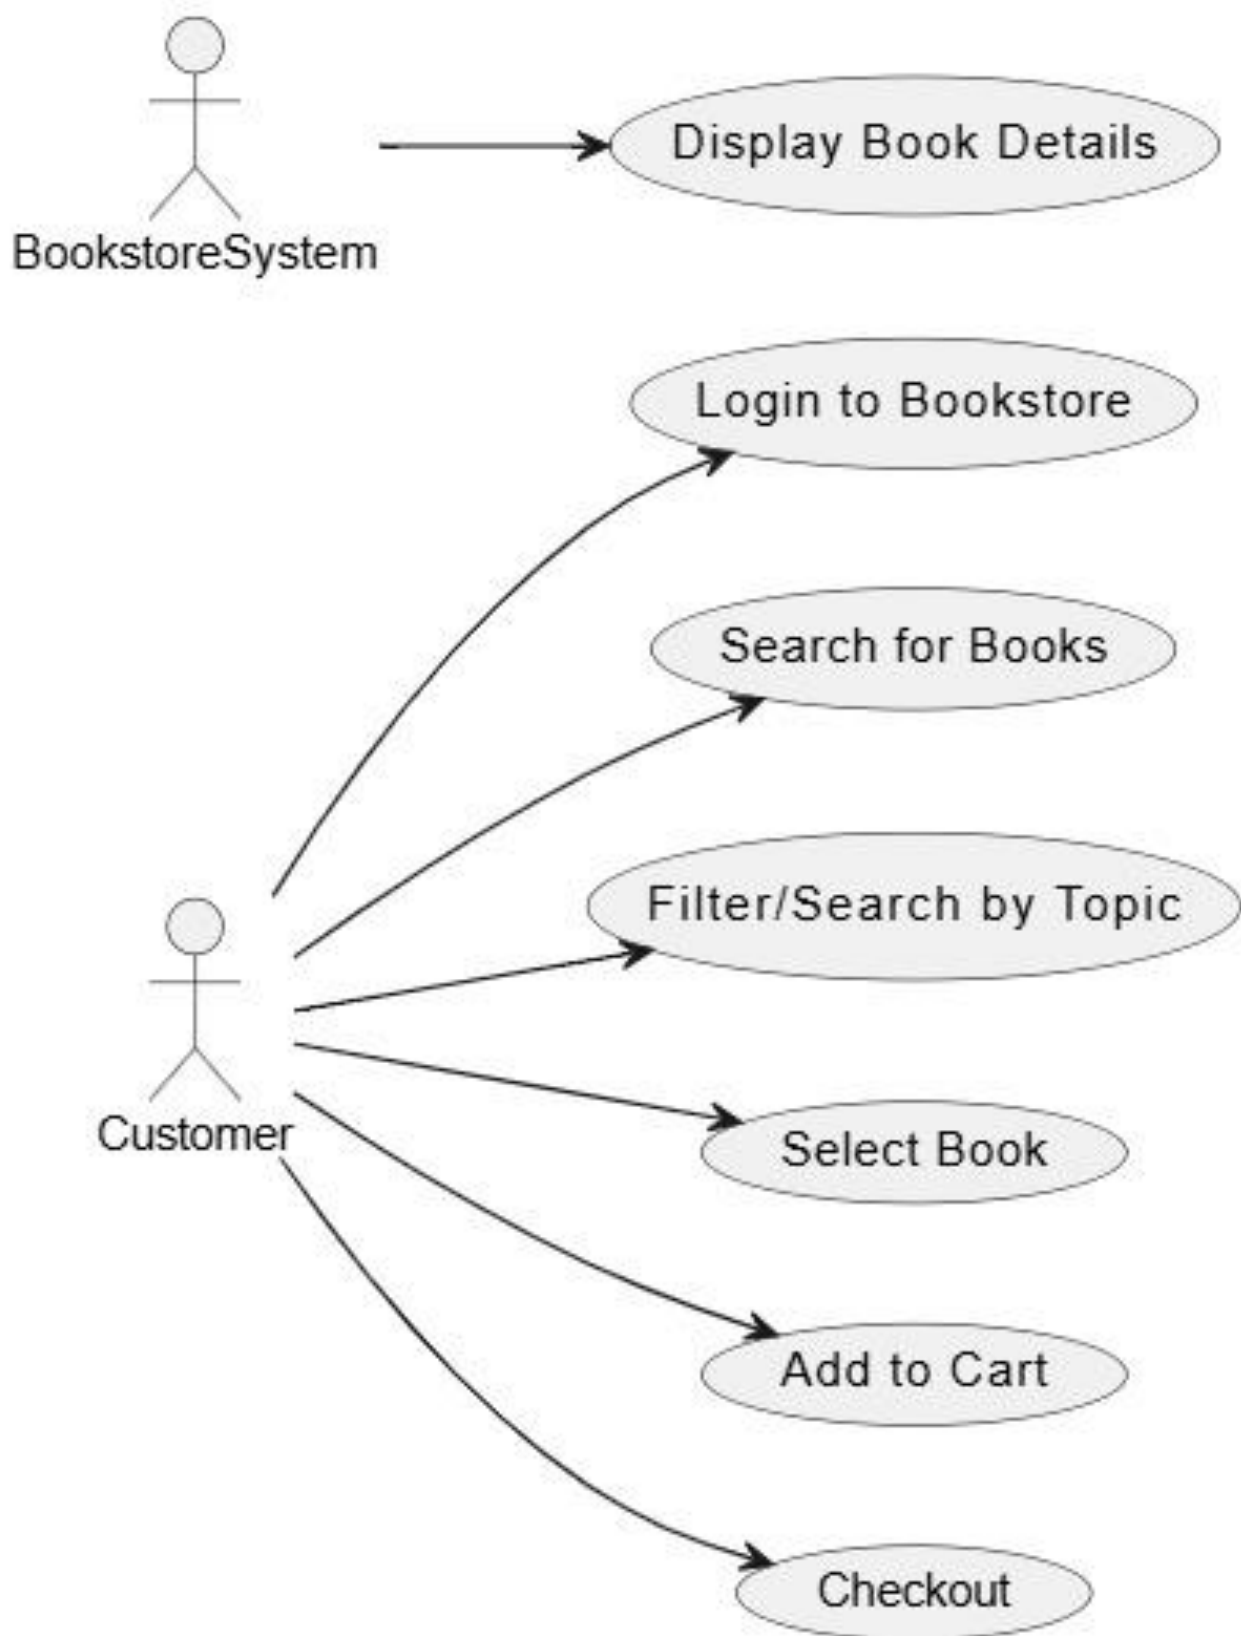 Display Book Details
BookstoreSystem
Login to Bookstore
Search for Books
Filter/Search by Topic
Customer
Select Book
Add to Cart
Checkout